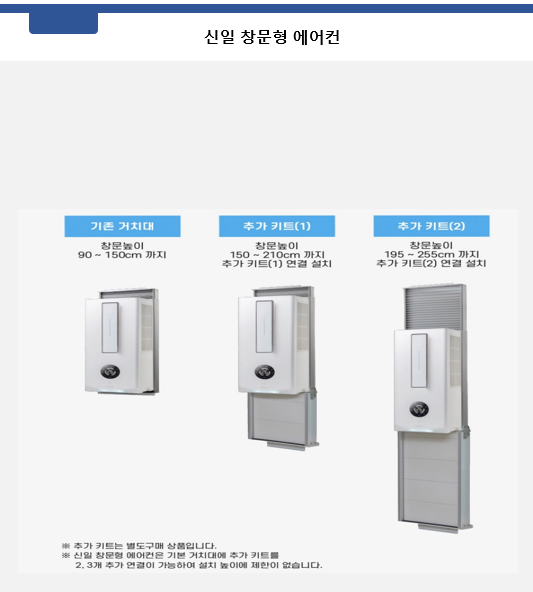 신일 창문형 에어컨
기존 거치대
창문높이
90 ~ 150cm 까지
추가 키트(1)
창문높이
150 ~ 210cm 까지
추가 키트(1) 연결 설치
추가 키트(2)
창문높이
195 ~ 255cm 까지
추가 키트(2) 연결 설치
※ 추가 키트는 별도구매 상품입니다.
※ 신일 창문형 에어컨은 기본 거치대에 추가 키트를
2, 3개 추가 연결이 가능하여 설치 높이에 제한이 없습니다.